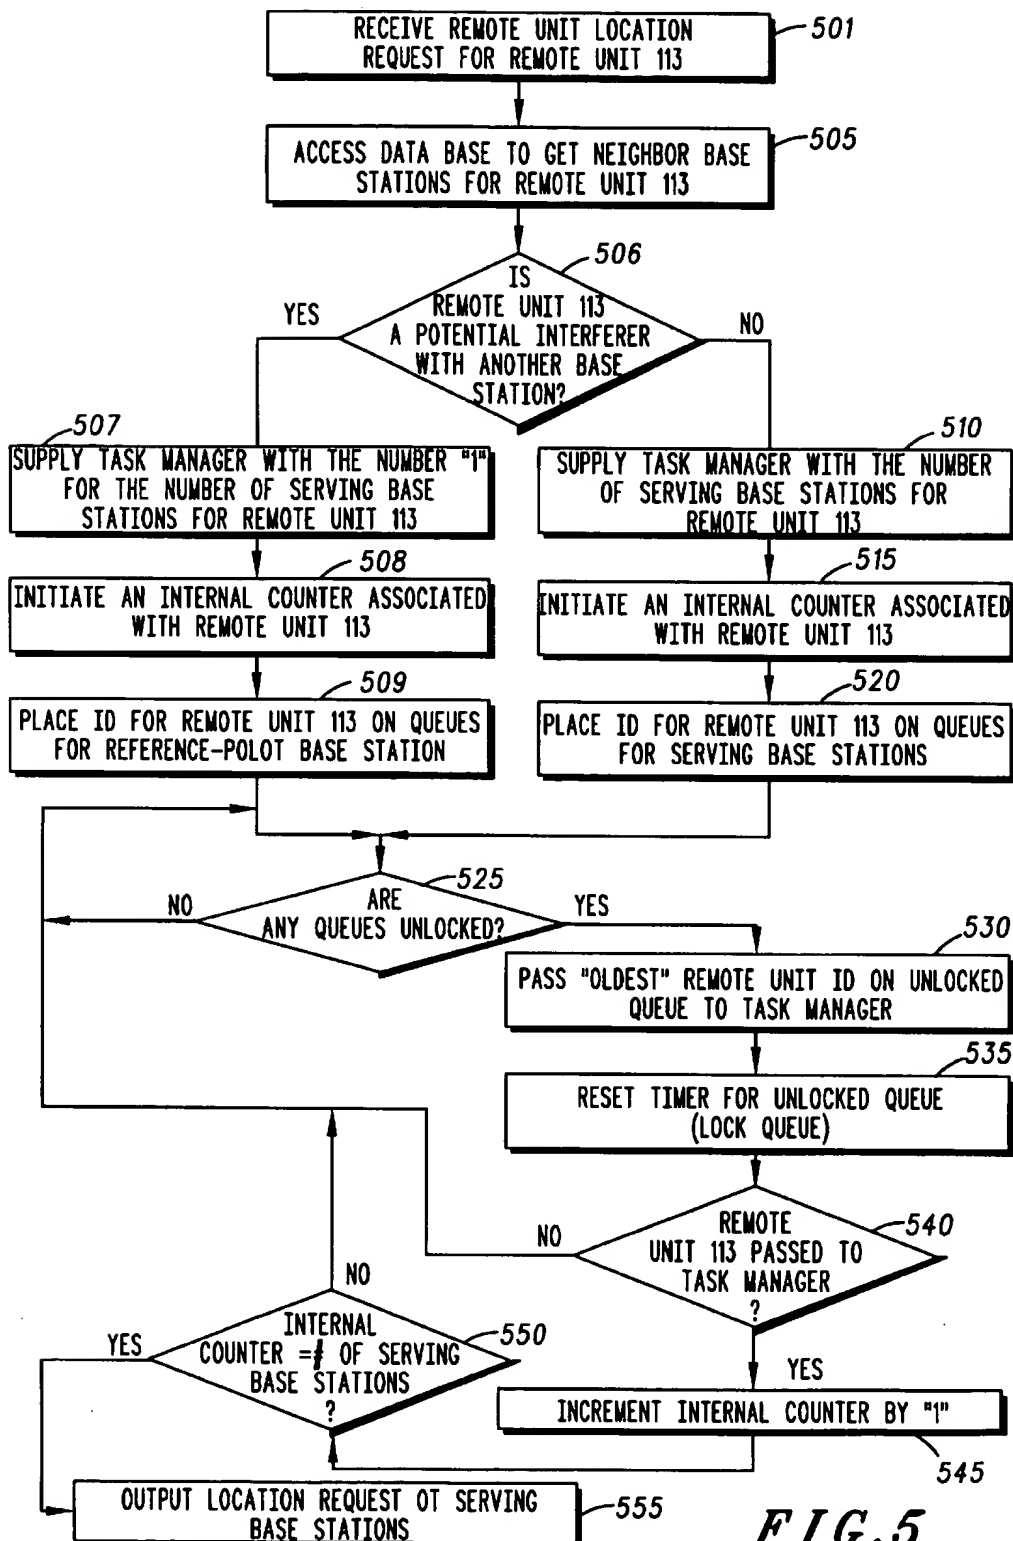 RECEIVE REMOTE UNIT LOCATION
REQUEST FOR REMOTE UNIT 113
501
ACCESS DATA BASE TO GET NEIGHBOR BASE
STATIONS FOR REMOTE UNIT 113
505
506
IS
REMOTE UNIT 113
A POTENTIAL INTERFERER
WITH ANOTHER BASE
STATION?
YES
NO
507
SUPPLY TASK MANAGER WITH THE NUMBER "1"
FOR THE NUMBER OF SERVING BASE
STATIONS FOR REMOTE UNIT 113
510
SUPPLY TASK MANAGER WITH THE NUMBER
OF SERVING BASE STATIONS FOR
REMOTE UNIT 113
508
INITIATE AN INTERNAL COUNTER ASSOCIATED
WITH REMOTE UNIT 113
515
INITIATE AN INTERNAL COUNTER ASSOCIATED
WITH REMOTE UNIT 113
509
PLACE ID FOR REMOTE UNIT 113 ON QUEUES
FOR REFERENCE-POLOT BASE STATION
520
PLACE ID FOR REMOTE UNIT 113 ON QUEUES
FOR SERVING BASE STATIONS
525
ARE
ANY QUEUES UNLOCKED?
NO
YES
530
PASS "OLDEST" REMOTE UNIT ID ON UNLOCKED
QUEUE TO TASK MANAGER
535
RESET TIMER FOR UNLOCKED QUEUE
(LOCK QUEUE)
540
REMOTE
UNIT 113 PASSED TO
TASK MANAGER
?
NO
YES
INCREMENT INTERNAL COUNTER BY "1"
545
550
INTERNAL
COUNTER =# OF SERVING
BASE STATIONS
?
NO
YES
OUTPUT LOCATION REQUEST OT SERVING
BASE STATIONS
555
FIG.5